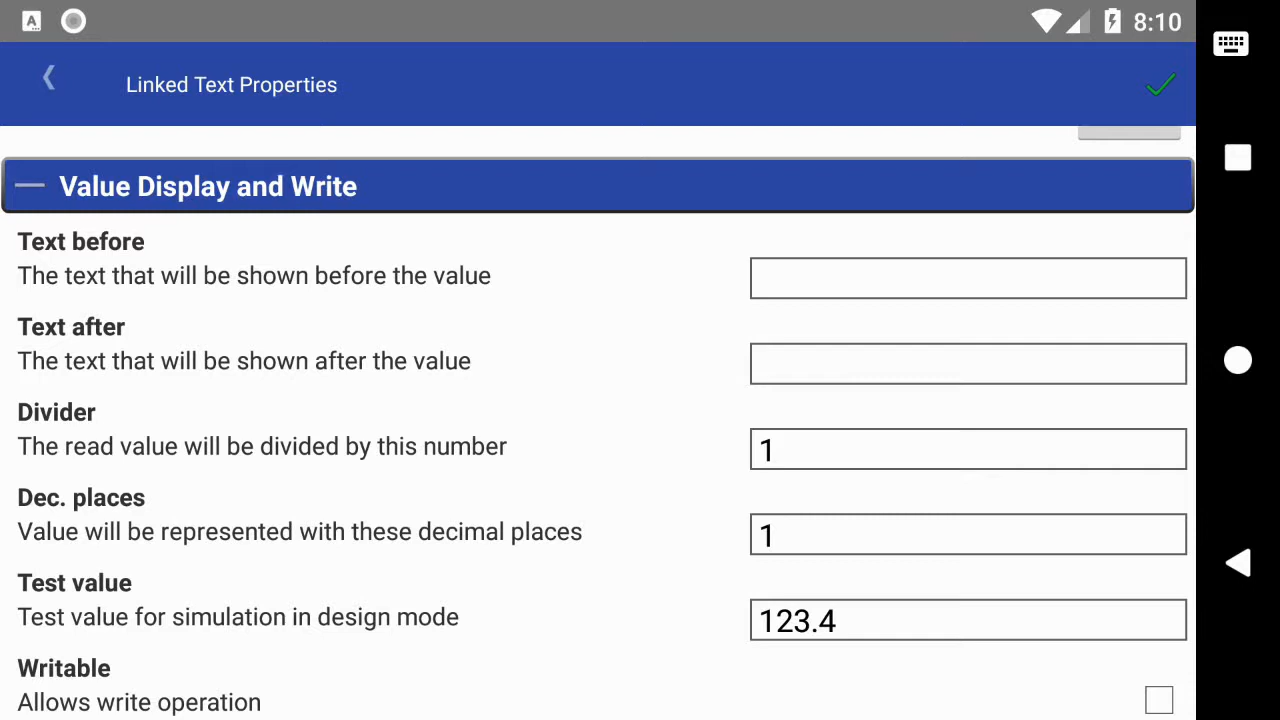 8:10
Linked Text Properties
Value Display and Write
Text before
The text that will be shown before the value
Text after
The text that will be shown after the value
Divider
The read value will be divided by this number
1
Dec. places
Value will be represented with these decimal places
1
Test value
Test value for simulation in design mode
123.4
Writable
Allows write operation